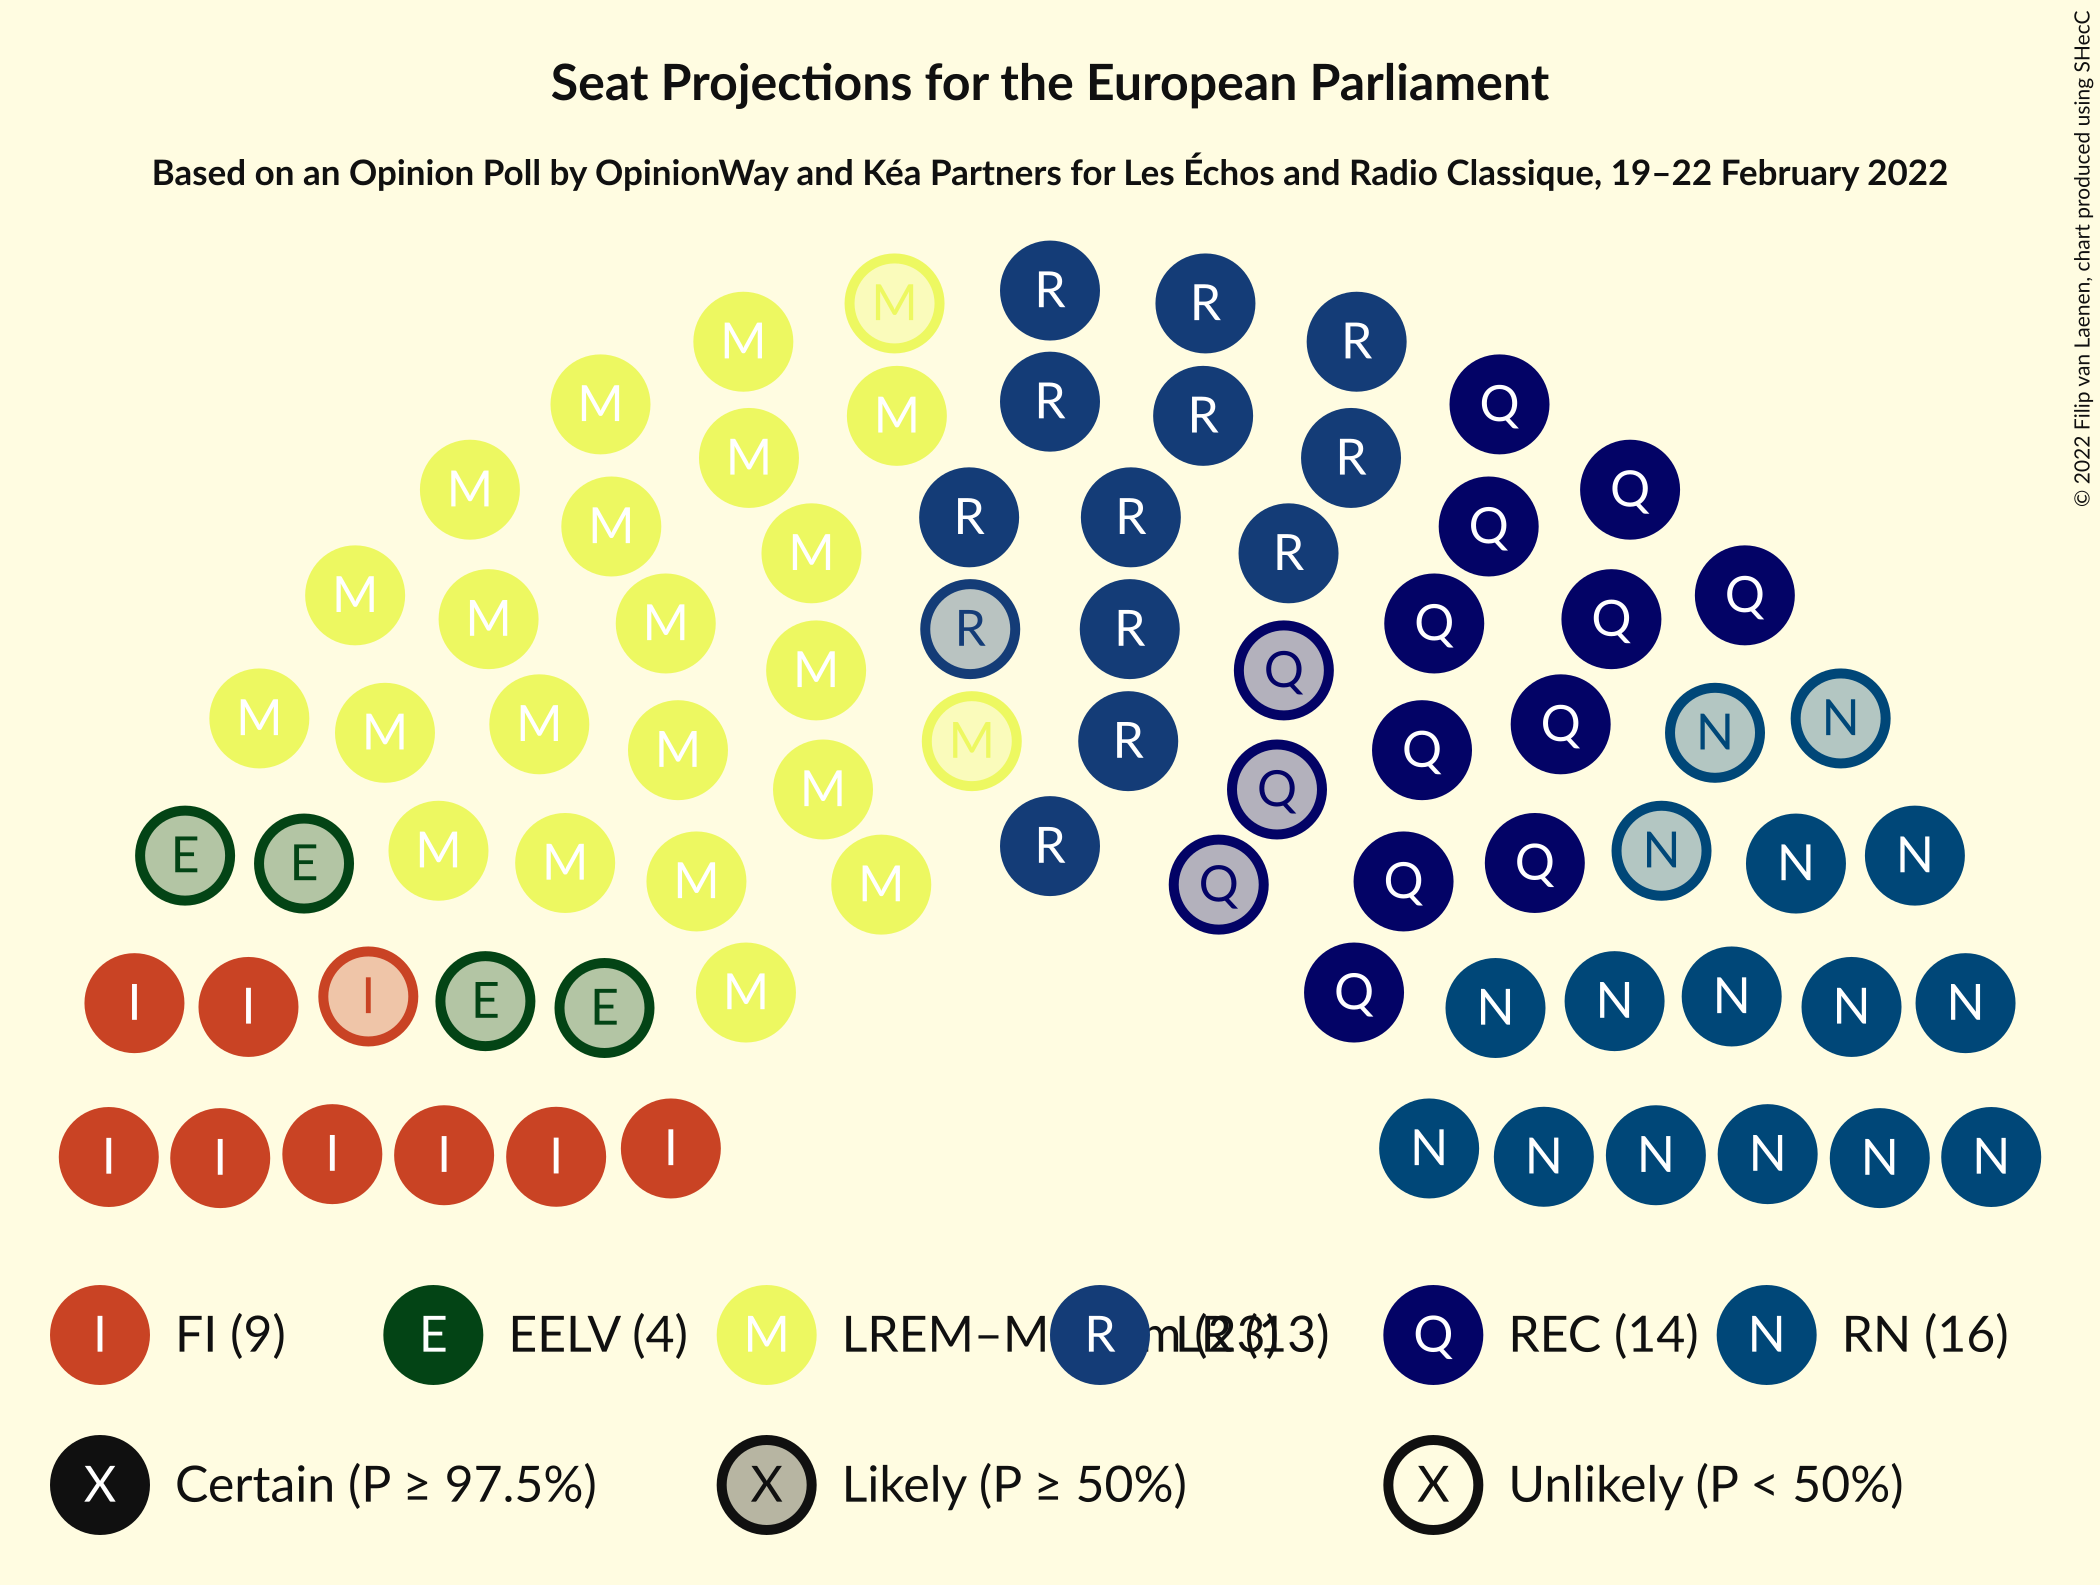 Seat Projections for the European Parliament
Based on an Opinion Poll by OpinionWay and Kéa Partners for Les Échos and Radio Classique, 19–22 February 2022
© 2022 Filip van Laenen, chart produced using SHecC
R
M R
M R
R M
M R Q
M M R
M R Q
R R
M M Q
M R
M Q
M M Q Q
R R
M Q
M Q
M M N N
M Q
M R
M Q
M Q
R
M N
E N
E M Q N
M Q
M Q
M Q
I N
I E M Q N
I E N N
I N
I I I I I I N N N N N N
I FI (9) E EELV (4) M LREM–M m (23) R LR (13) Q REC (14) N RN (16)
X Certain (P ≥ 97.5%) X Likely (P ≥ 50%) X Unlikely (P < 50%)